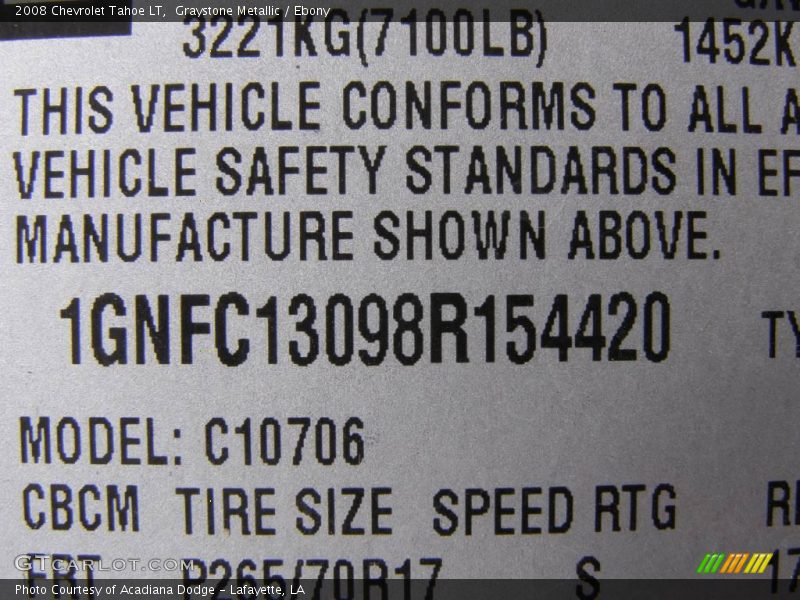 2008 Chevrolet Tahoe LT, Graystone Metallic / Ebony
3221KG(7100LB) 1452K
THIS VEHICLE CONFORMS TO ALL A
VEHICLE SAFETY STANDARDS IN EF
MANUFACTURE SHOWN ABOVE.
1GNFC13098R154420 TY
MODEL: C10706
CBCM TIRE SIZE SPEED RTG
FRT P265/70R17 S 17
GTCARLOT.COM
Photo Courtesy of Acadiana Dodge - Lafayette, LA